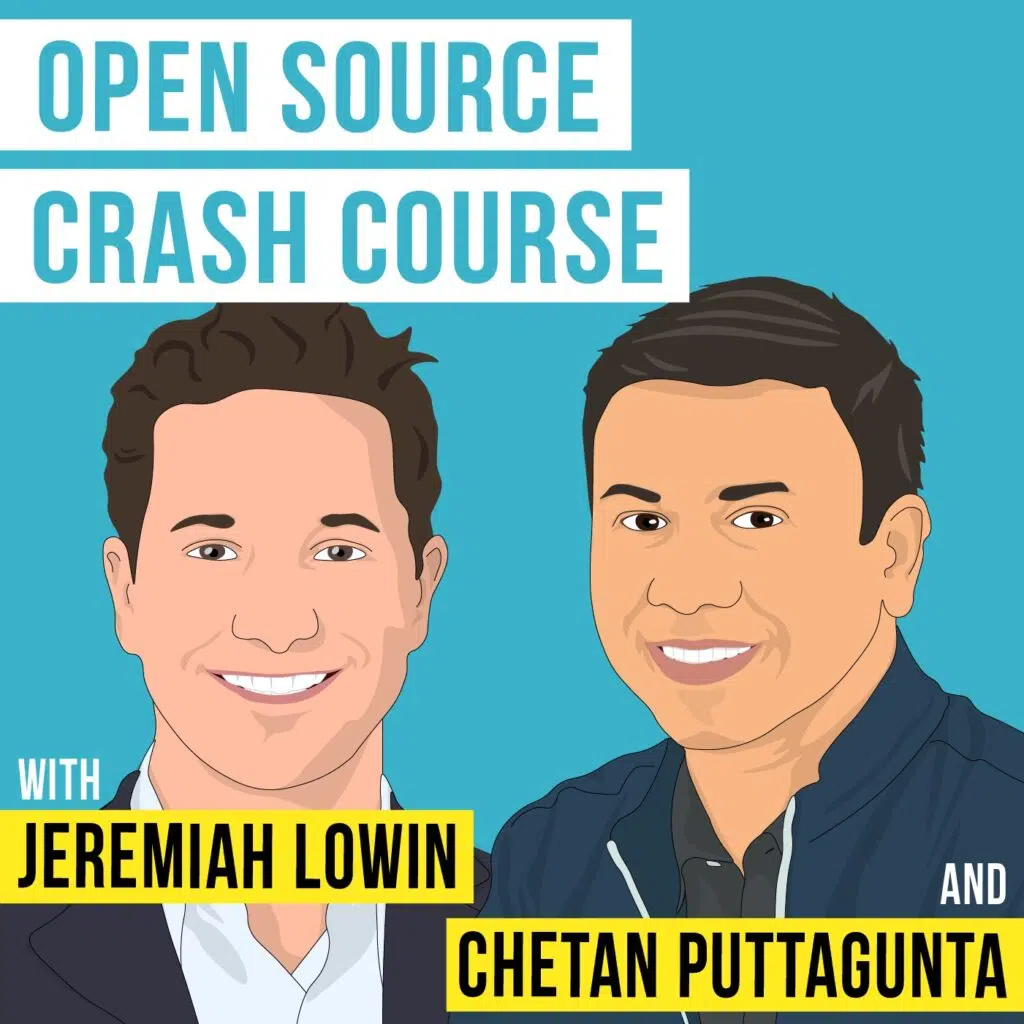 OPEN SOURCE
CRASH COURSE
WITH
JEREMIAH LOWIN
AND
CHETAN PUTTAGUNTA